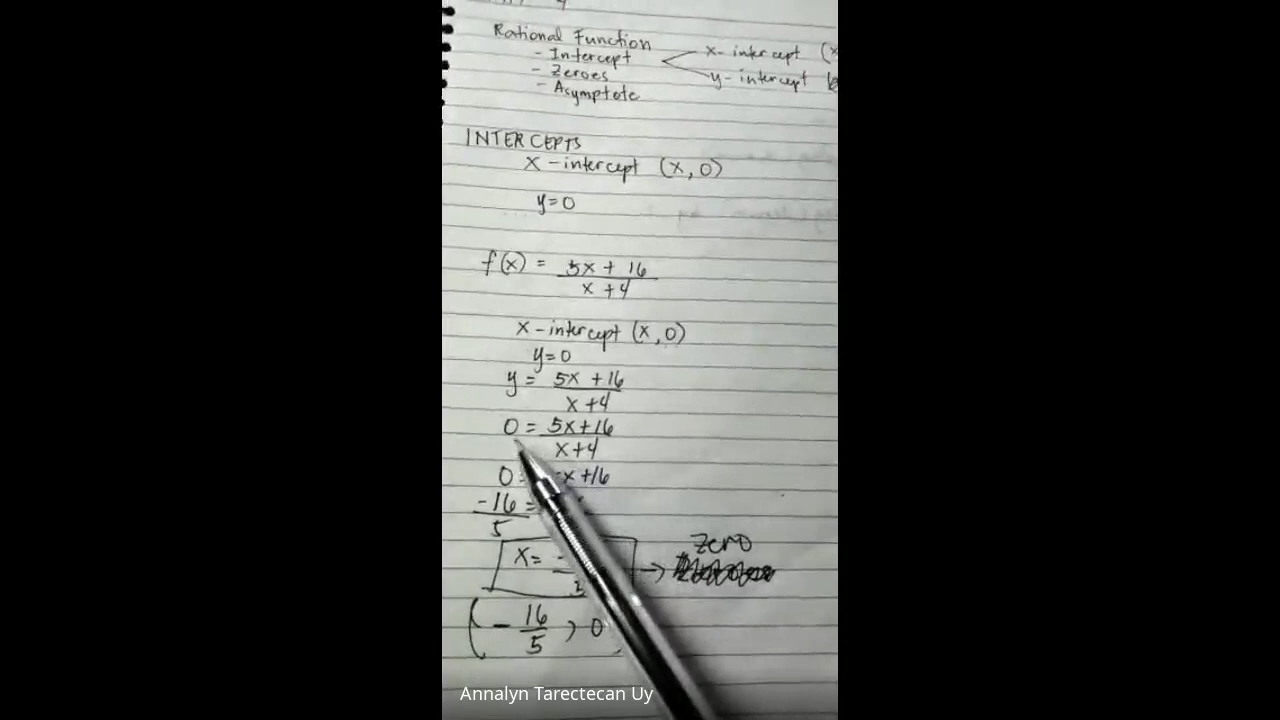 Rational Function
- Intercept
- Zeroes
- Asymptote
x-intercept (x
y-intercept
INTERCEPTS
x-intercept (x, 0)
y=0
f(x) = 5x + 16
x + 4
x-intercept (x, 0)
y=0
y = 5x + 16
x+4
0 = 5x+16
x+4
0 = x+16
-16 =
5
x= -
(- 16
5 , 0
zero
Annalyn Tarectecan Uy